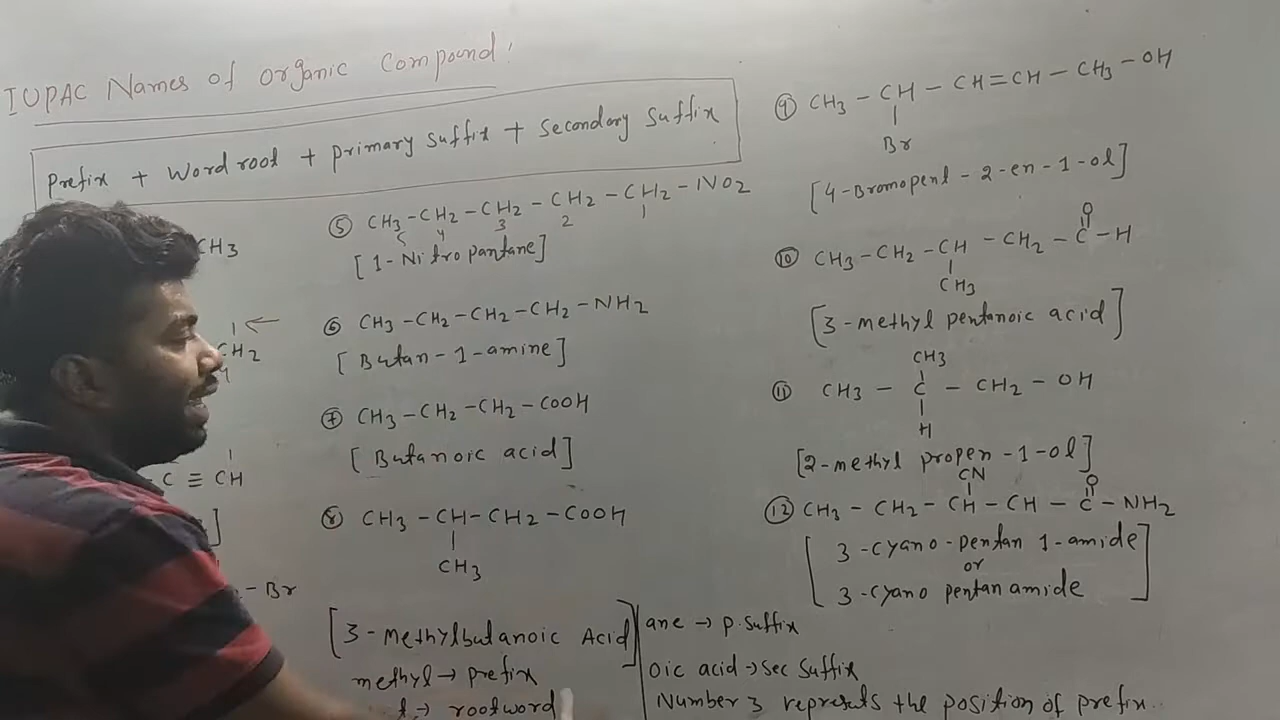 IUPAC Names of organic compound!
Prefix + Word root + primary suffix + Secondary suffix
CH3
CH2
C ≡ CH
]
- Br
⑤ CH3 - CH2 - CH2 - CH2 - CH2 - NO2
5 4 3 2 1
[1-Nitropantane]
⑥ CH3 - CH2 - CH2 - CH2 - NH2
[Butan-1-amine]
⑦ CH3 - CH2 - CH2 - COOH
[Butanoic acid]
⑧ CH3 - CH - CH2 - COOH
CH3
[3-methylbutanoic Acid]
methyl → prefix
→ rootword
ane → p. suffix
oic acid → sec suffix
Number 3 represents the position of prefix.
⑨ CH3 - CH - CH = CH - CH3 - OH
Br
[4-Bromopent-2-en-1-ol]
⑩ CH3 - CH2 - CH - CH2 - C - H
O
CH3
[3-methyl pentanoic acid]
CH3
⑪ CH3 - C - CH2 - OH
H
[2-methyl propen-1-ol]
CN
O
⑫ CH3 - CH2 - CH - CH - C - NH2
[3-cyano-pentan 1-amide
or
3-cyano pentanamide]